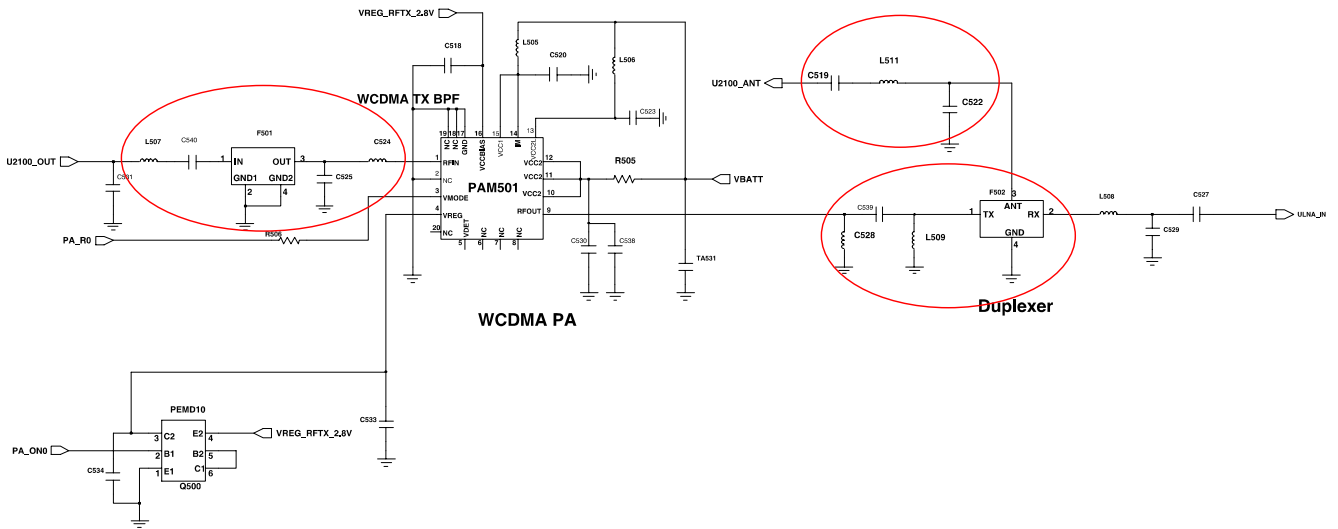 VREG_RFTX_2.8V
L505
C518
C520
L506
L511
C519
U2100_ANT
C522
WCDMA TX BPF
C523
19 18 17 16 15 14 13
NC NC GND VCCBIAS VCC1 IM VCC2L
L507
C540
F501
C524
U2100_OUT
1 IN OUT 3
GND1 GND2
2 4
C531
C525
1 RFIN
2 NC
3 VMODE
4 VREG
20 NC
PAM501
VCC2 12
VCC2 11
VCC2 10
RFOUT 9
VDET NC NC NC
5 6 7 8
R505
VBATT
PA_R0
R506
C530
C538
TA531
WCDMA PA
C539
C528
L509
F502
3
ANT
1 TX RX 2
GND
4
L508
C527
C529
ULNA_IN
Duplexer
PEMD10
3 C2 E2 4
2 B1 B2 5
1 E1 C1 6
Q500
VREG_RFTX_2.8V
PA_ON0
C534
C533